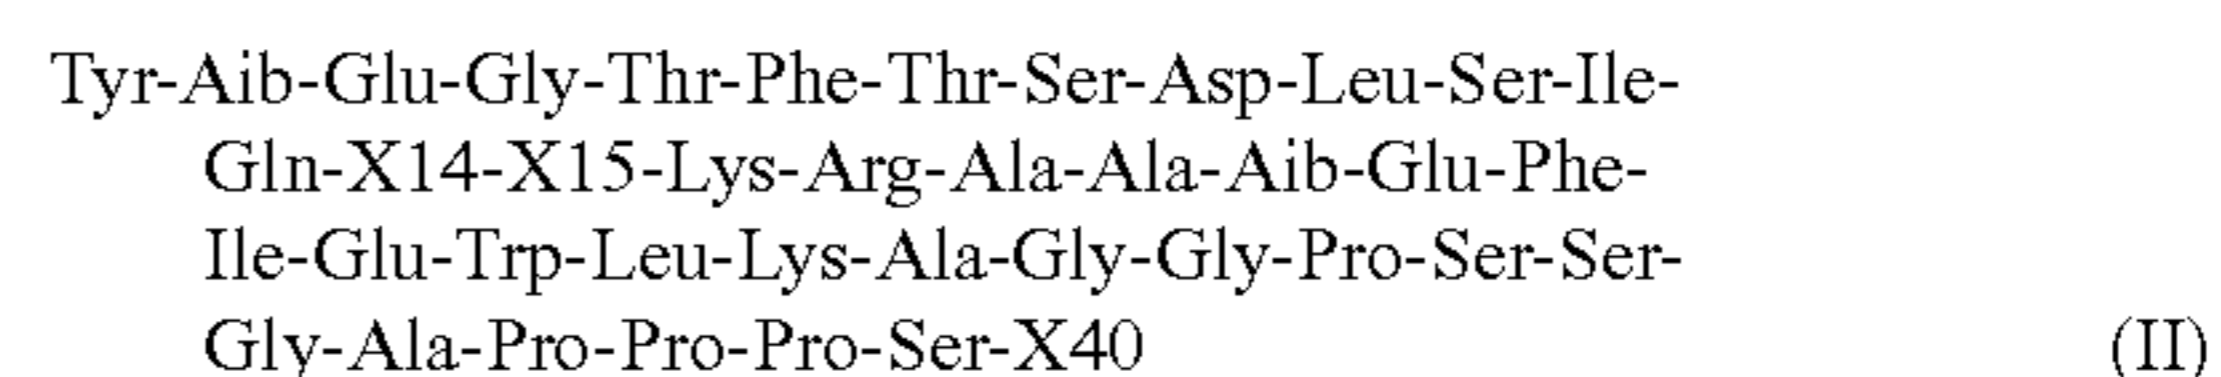 Tyr-Aib-Glu-Gly-Thr-Phe-Thr-Ser-Asp-Leu-Ser-Ile-
Gln-X14-X15-Lys-Arg-Ala-Ala-Aib-Glu-Phe-
Ile-Glu-Trp-Leu-Lys-Ala-Gly-Gly-Pro-Ser-Ser-
Gly-Ala-Pro-Pro-Pro-Ser-X40 (II)